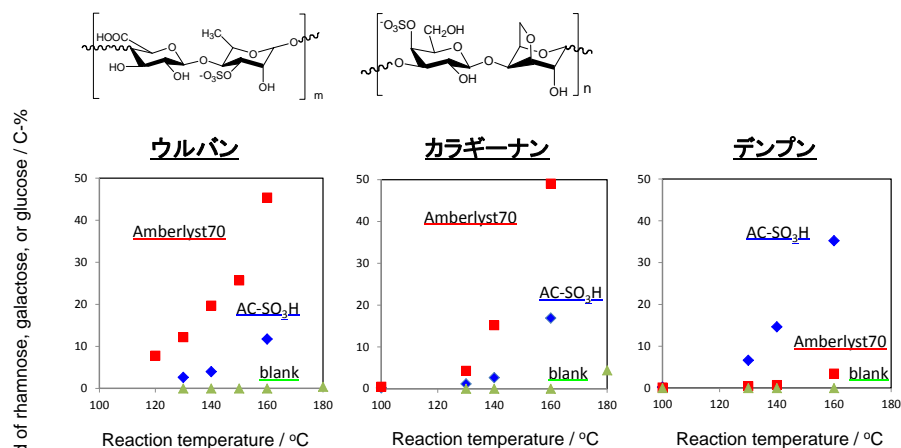 HOOC
O
O
HO
OH
H₃C
O
⁻O₃SO
OH
O
m
⁻O₃SO
CH₂OH
O
O
OH
O
O
O
OH
n
ウルバン
カラギーナン
デンプン
d of rhamnose, galactose, or glucose / C-%
50
40
30
20
10
0
100
120
140
160
180
Amberlyst70
AC-SO₃H
blank
Reaction temperature / °C
50
40
30
20
10
0
100
120
140
160
180
Amberlyst70
AC-SO₃H
blank
Reaction temperature / °C
50
40
30
20
10
0
100
120
140
160
180
AC-SO₃H
Amberlyst70
blank
Reaction temperature / °C